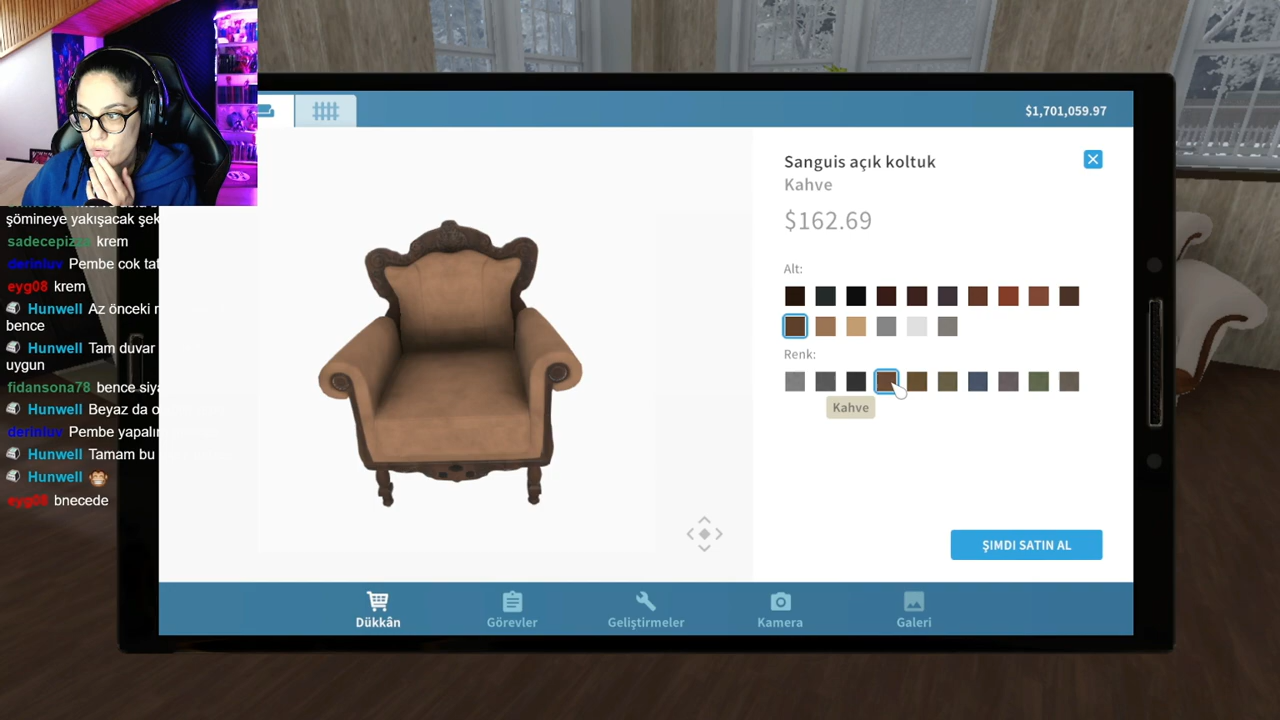 $1,701,059.97
Sanguis açık koltuk
Kahve
$162.69
Alt:
Renk:
Kahve
ŞIMDI SATIN AL
şömineye yakışacak şek
krem
derinluv Pembe cok tat
eyg08 krem
Hunwell Az önceki
bence
Hunwell Tam duvar
uygun
fidansona78 bence siy
Hunwell Beyaz da o
derinluv Pembe yapalı
Hunwell Tamam bu
Hunwell
eyg08 bnecede
Dükkân
Görevler
Geliştirmeler
Kamera
Galeri